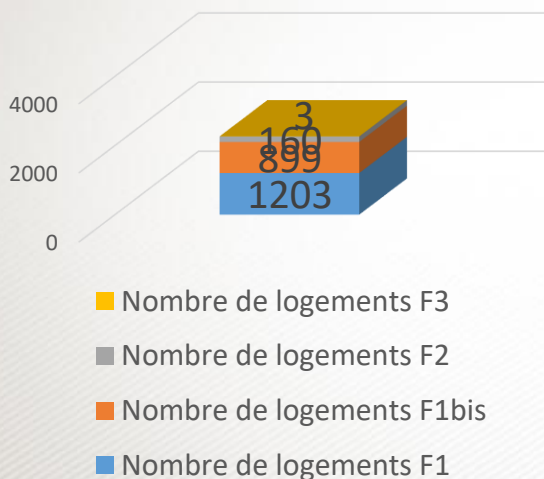 4000
2000
0
3
160
899
1203
Nombre de logements F3
Nombre de logements F2
Nombre de logements F1bis
Nombre de logements F1